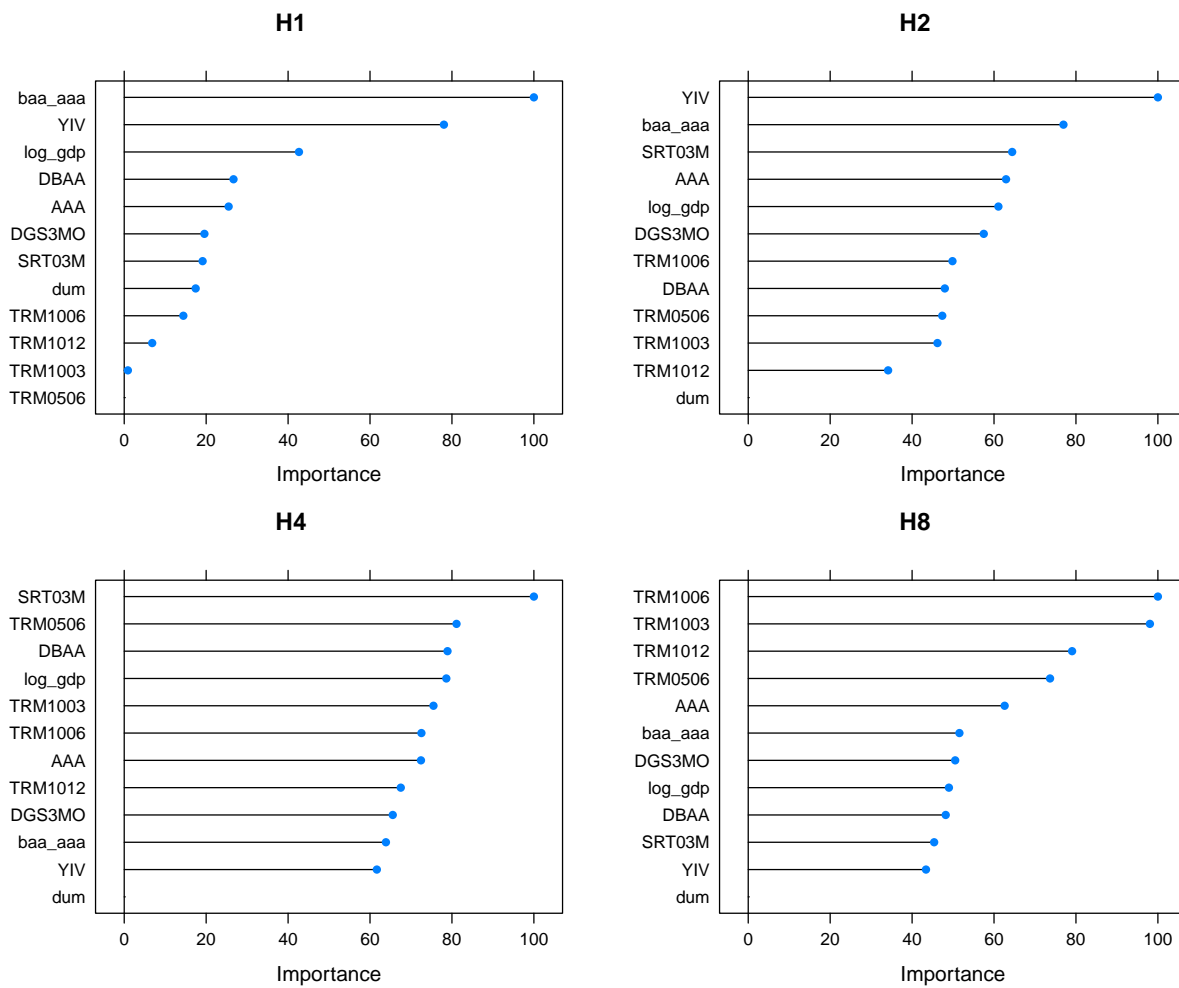 H1
baa_aaa
YIV
log_gdp
DBAA
AAA
DGS3MO
SRT03M
dum
TRM1006
TRM1012
TRM1003
TRM0506
0 20 40 60 80 100
Importance
H2
YIV
baa_aaa
SRT03M
AAA
log_gdp
DGS3MO
TRM1006
DBAA
TRM0506
TRM1003
TRM1012
dum
0 20 40 60 80 100
Importance
H4
SRT03M
TRM0506
DBAA
log_gdp
TRM1003
TRM1006
AAA
TRM1012
DGS3MO
baa_aaa
YIV
dum
0 20 40 60 80 100
Importance
H8
TRM1006
TRM1003
TRM1012
TRM0506
AAA
baa_aaa
DGS3MO
log_gdp
DBAA
SRT03M
YIV
dum
0 20 40 60 80 100
Importance